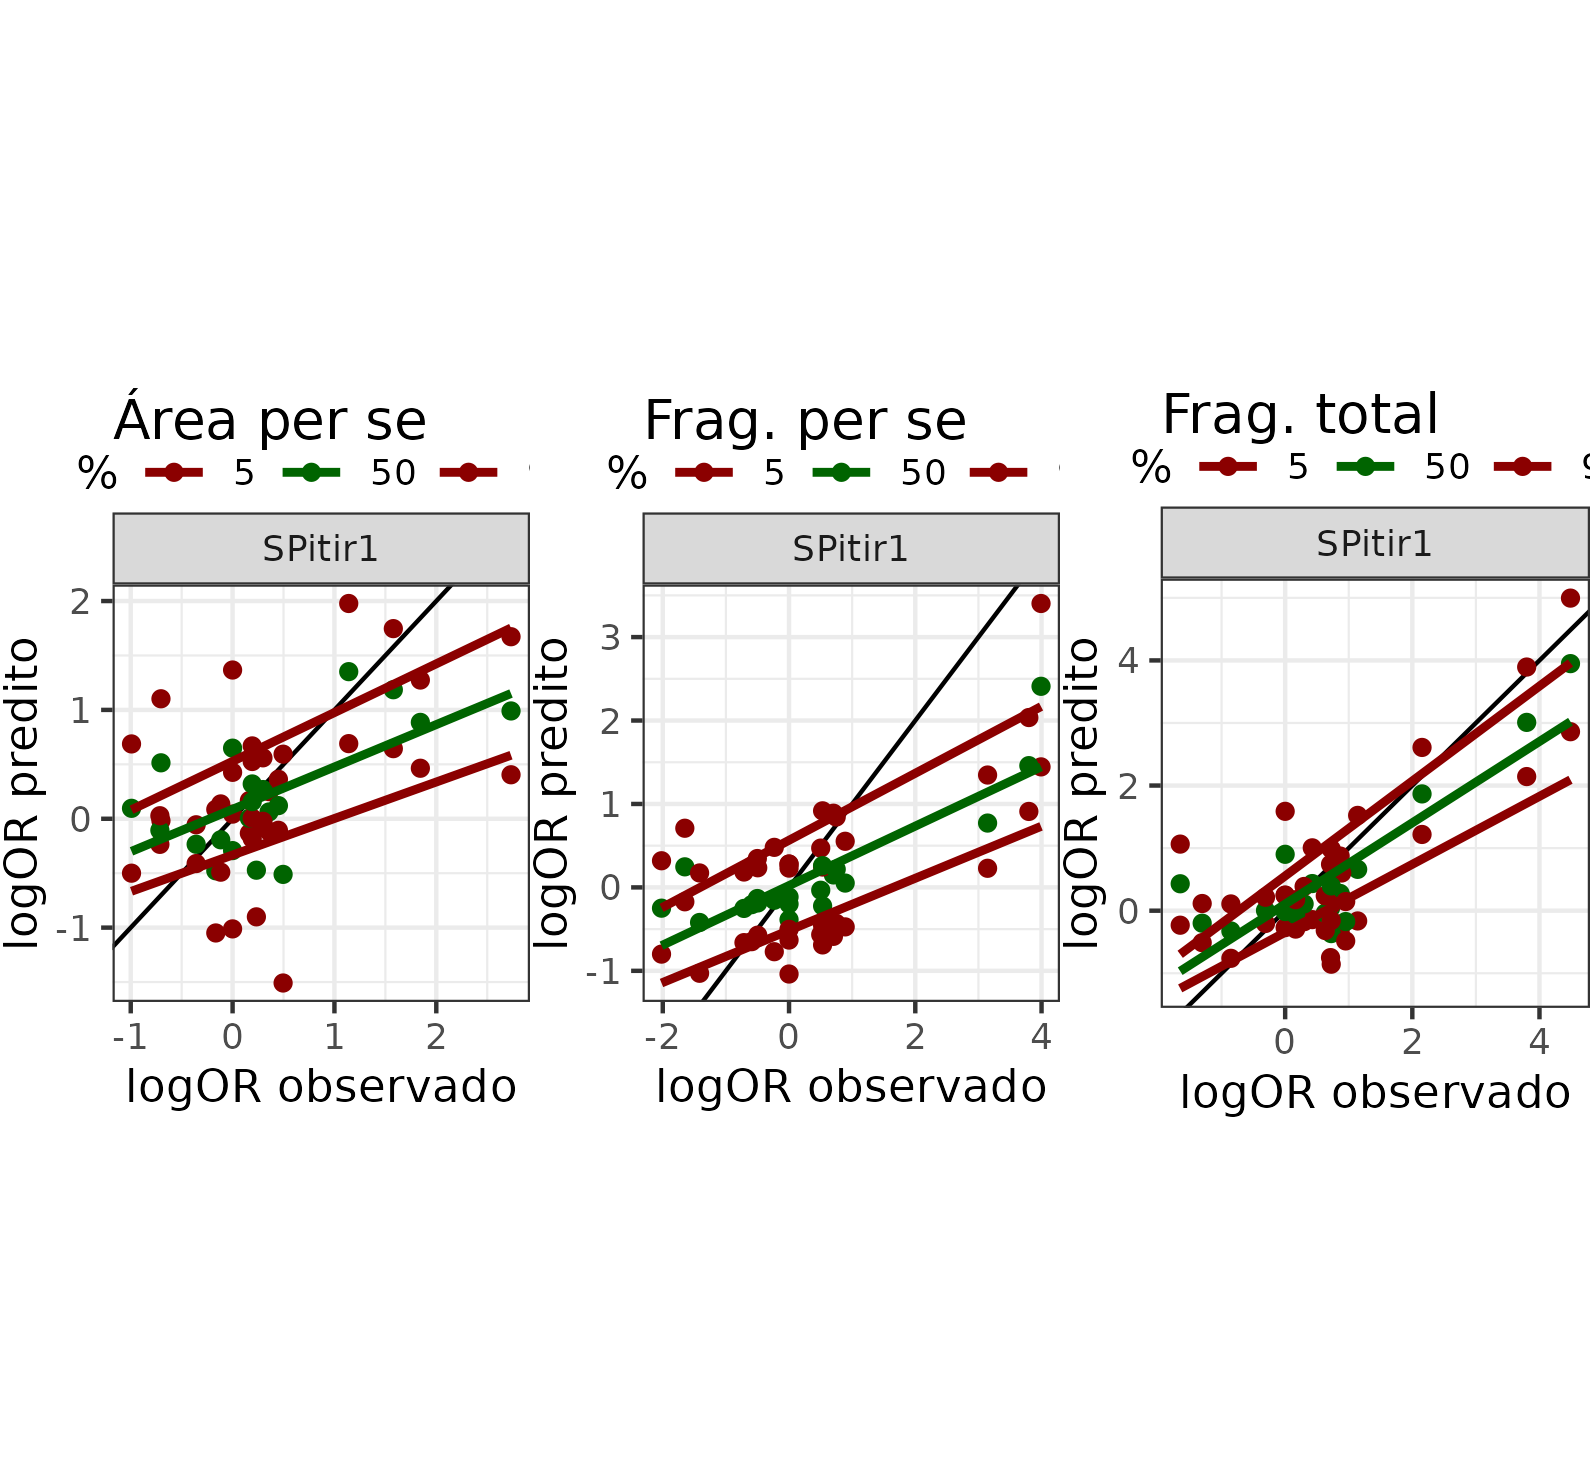 Área per se
% 5 50
SPitir1
2
1
0
-1
-1 0 1 2
logOR predito
logOR observado
Frag. per se
% 5 50
SPitir1
3
2
1
0
-1
-2 0 2 4
logOR predito
logOR observado
Frag. total
% 5 50
SPitir1
4
2
0
0 2 4
logOR predito
logOR observado